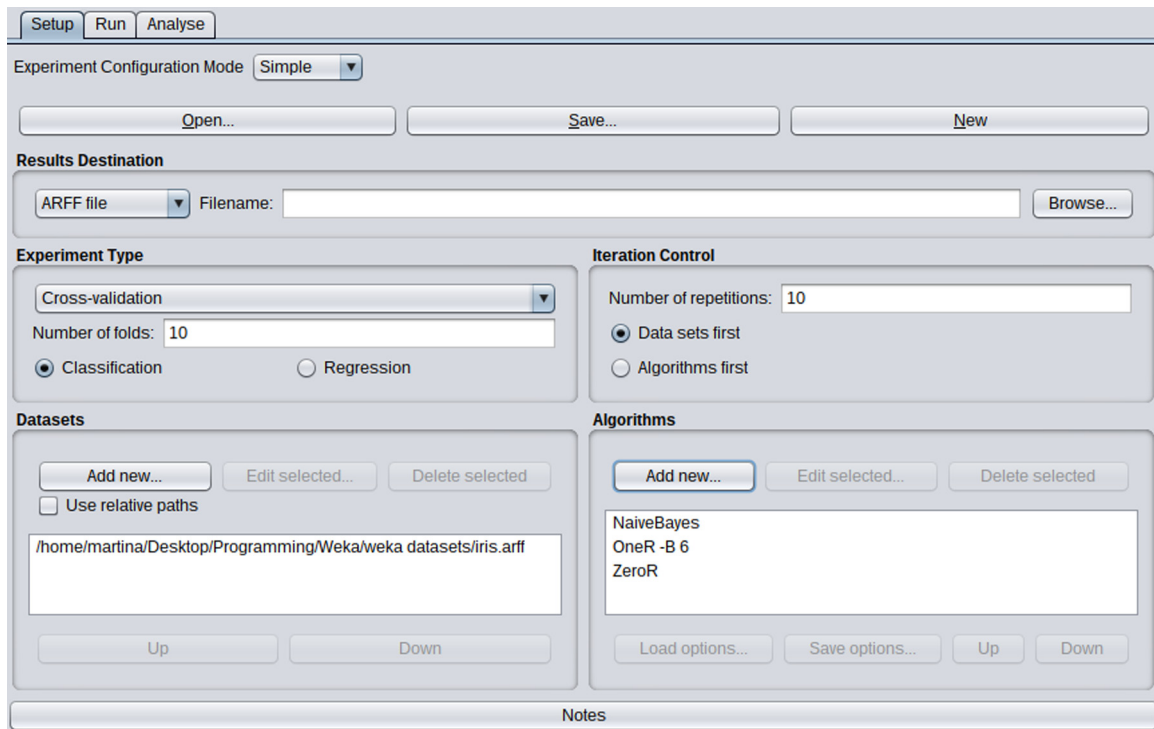 Setup Run Analyse
Experiment Configuration Mode Simple
Open... Save... New
Results Destination
ARFF file Filename: Browse...
Experiment Type
Cross-validation
Number of folds: 10
Classification Regression
Iteration Control
Number of repetitions: 10
Data sets first
Algorithms first
Datasets
Add new... Edit selected... Delete selected
Use relative paths
/home/martina/Desktop/Programming/Weka/weka datasets/iris.arff
Up Down
Algorithms
Add new... Edit selected... Delete selected
NaiveBayes
OneR -B 6
ZeroR
Load options... Save options... Up Down
Notes